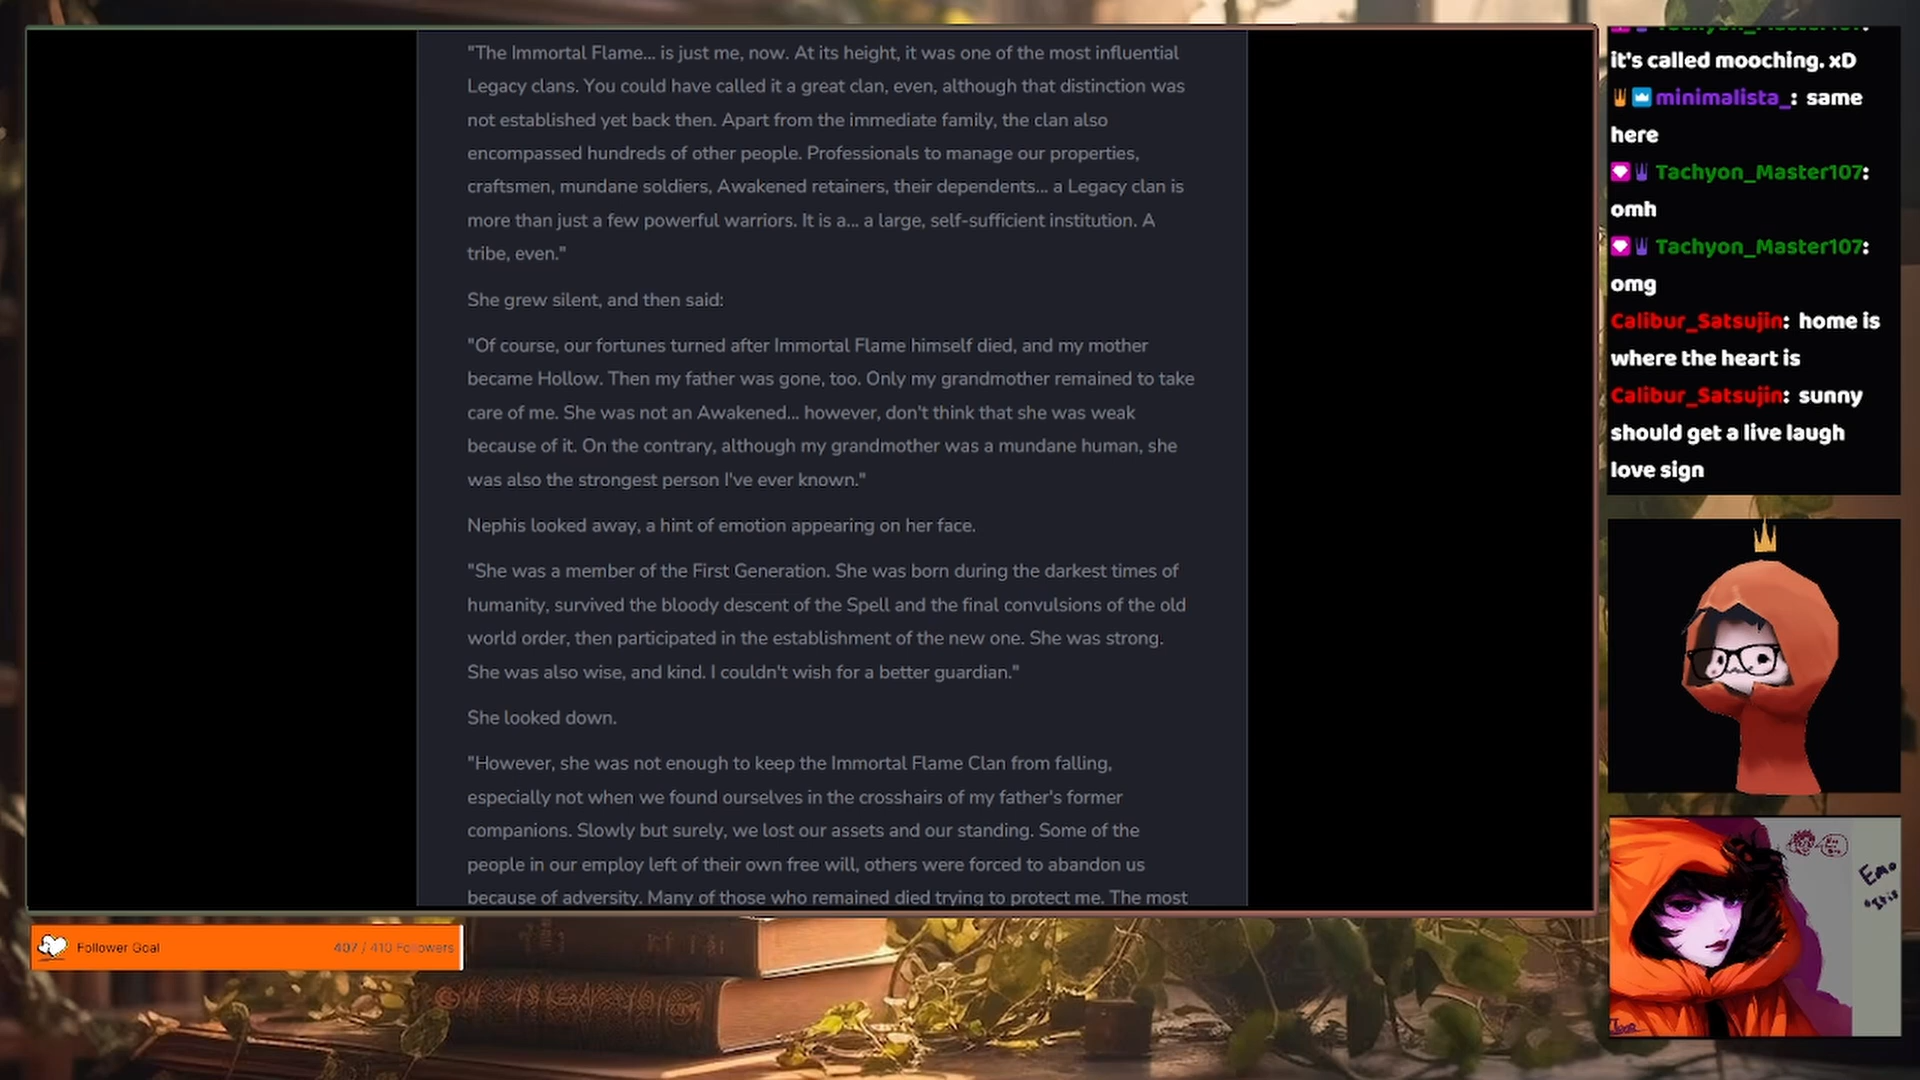 "The Immortal Flame... is just me, now. At its height, it was one of the most influential
Legacy clans. You could have called it a great clan, even, although that distinction was
not established yet back then. Apart from the immediate family, the clan also
encompassed hundreds of other people. Professionals to manage our properties,
craftsmen, mundane soldiers, Awakened retainers, their dependents... a Legacy clan is
more than just a few powerful warriors. It is a... a large, self-sufficient institution. A
tribe, even."
She grew silent, and then said:
"Of course, our fortunes turned after Immortal Flame himself died, and my mother
became Hollow. Then my father was gone, too. Only my grandmother remained to take
care of me. She was not an Awakened... however, don't think that she was weak
because of it. On the contrary, although my grandmother was a mundane human, she
was also the strongest person I've ever known."
Nephis looked away, a hint of emotion appearing on her face.
"She was a member of the First Generation. She was born during the darkest times of
humanity, survived the bloody descent of the Spell and the final convulsions of the old
world order, then participated in the establishment of the new one. She was strong.
She was also wise, and kind. I couldn't wish for a better guardian."
She looked down.
"However, she was not enough to keep the Immortal Flame Clan from falling,
especially not when we found ourselves in the crosshairs of my father's former
companions. Slowly but surely, we lost our assets and our standing. Some of the
people in our employ left of their own free will, others were forced to abandon us
because of adversity. Many of those who remained died trying to protect me. The most
Follower Goal 407 / 410 Followers
it's called mooching. xD
minimalista_: same
here
Tachyon_Master107:
omh
Tachyon_Master107:
omg
Calibur_Satsujin: home is
where the heart is
Calibur_Satsujin: sunny
should get a live laugh
love sign
Emo